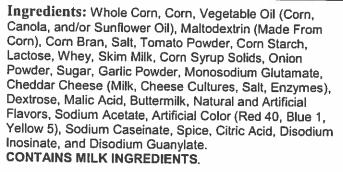 Ingredients: Whole Corn, Corn, Vegetable Oil (Corn,
Canola, and/or Sunflower Oil), Maltodextrin (Made From
Corn), Corn Bran, Salt, Tomato Powder, Corn Starch,
Lactose, Whey, Skim Milk, Corn Syrup Solids, Onion
Powder, Sugar, Garlic Powder, Monosodium Glutamate,
Cheddar Cheese (Milk, Cheese Cultures, Salt, Enzymes),
Dextrose, Malic Acid, Buttermilk, Natural and Artificial
Flavors, Sodium Acetate, Artificial Color (Red 40, Blue 1,
Yellow 5), Sodium Caseinate, Spice, Citric Acid, Disodium
Inosinate, and Disodium Guanylate.
CONTAINS MILK INGREDIENTS.